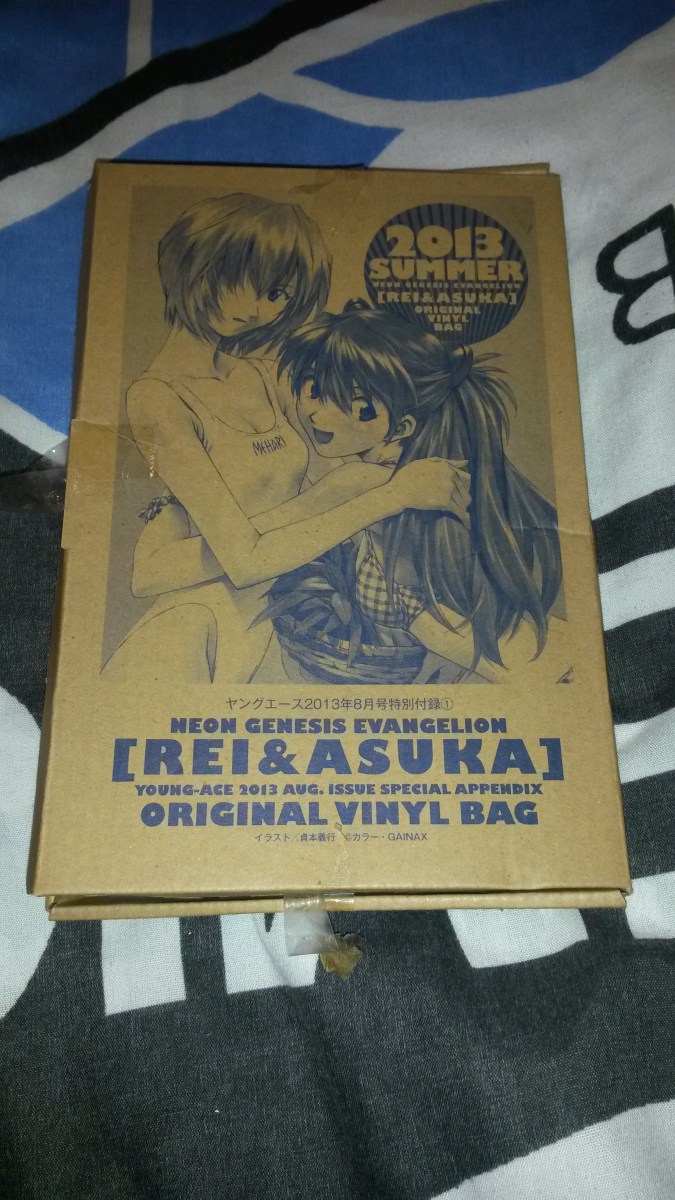 2013
SUMMER
NEON GENESIS EVANGELION
[REI&ASUKA]
ORIGINAL
VINYL
BAG
MEHARI
ヤングエース2013年8月号特別付録①
NEON GENESIS EVANGELION
[REI&ASUKA]
YOUNG-ACE 2013 AUG. ISSUE SPECIAL APPENDIX
ORIGINAL VINYL BAG
イラスト／貞本義行 ©カラー・GAINAX
B